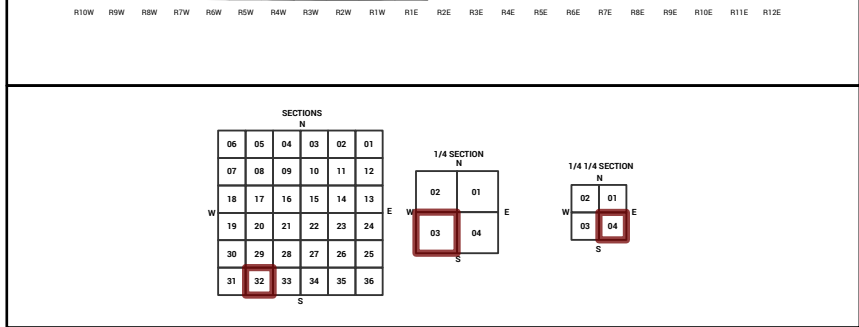 R10W R9W R8W R7W R6W R5W R4W R3W R2W R1W R1E R2E R3E R4E R5E R6E R7E R8E R9E R10E R11E R12E
SECTIONS
N
06 05 04 03 02 01
07 08 09 10 11 12
18 17 16 15 14 13
W E
19 20 21 22 23 24
30 29 28 27 26 25
31 32 33 34 35 36
S
1/4 SECTION
N
02 01
W E
03 04
S
1/4 1/4 SECTION
N
02 01
W E
03 04
S